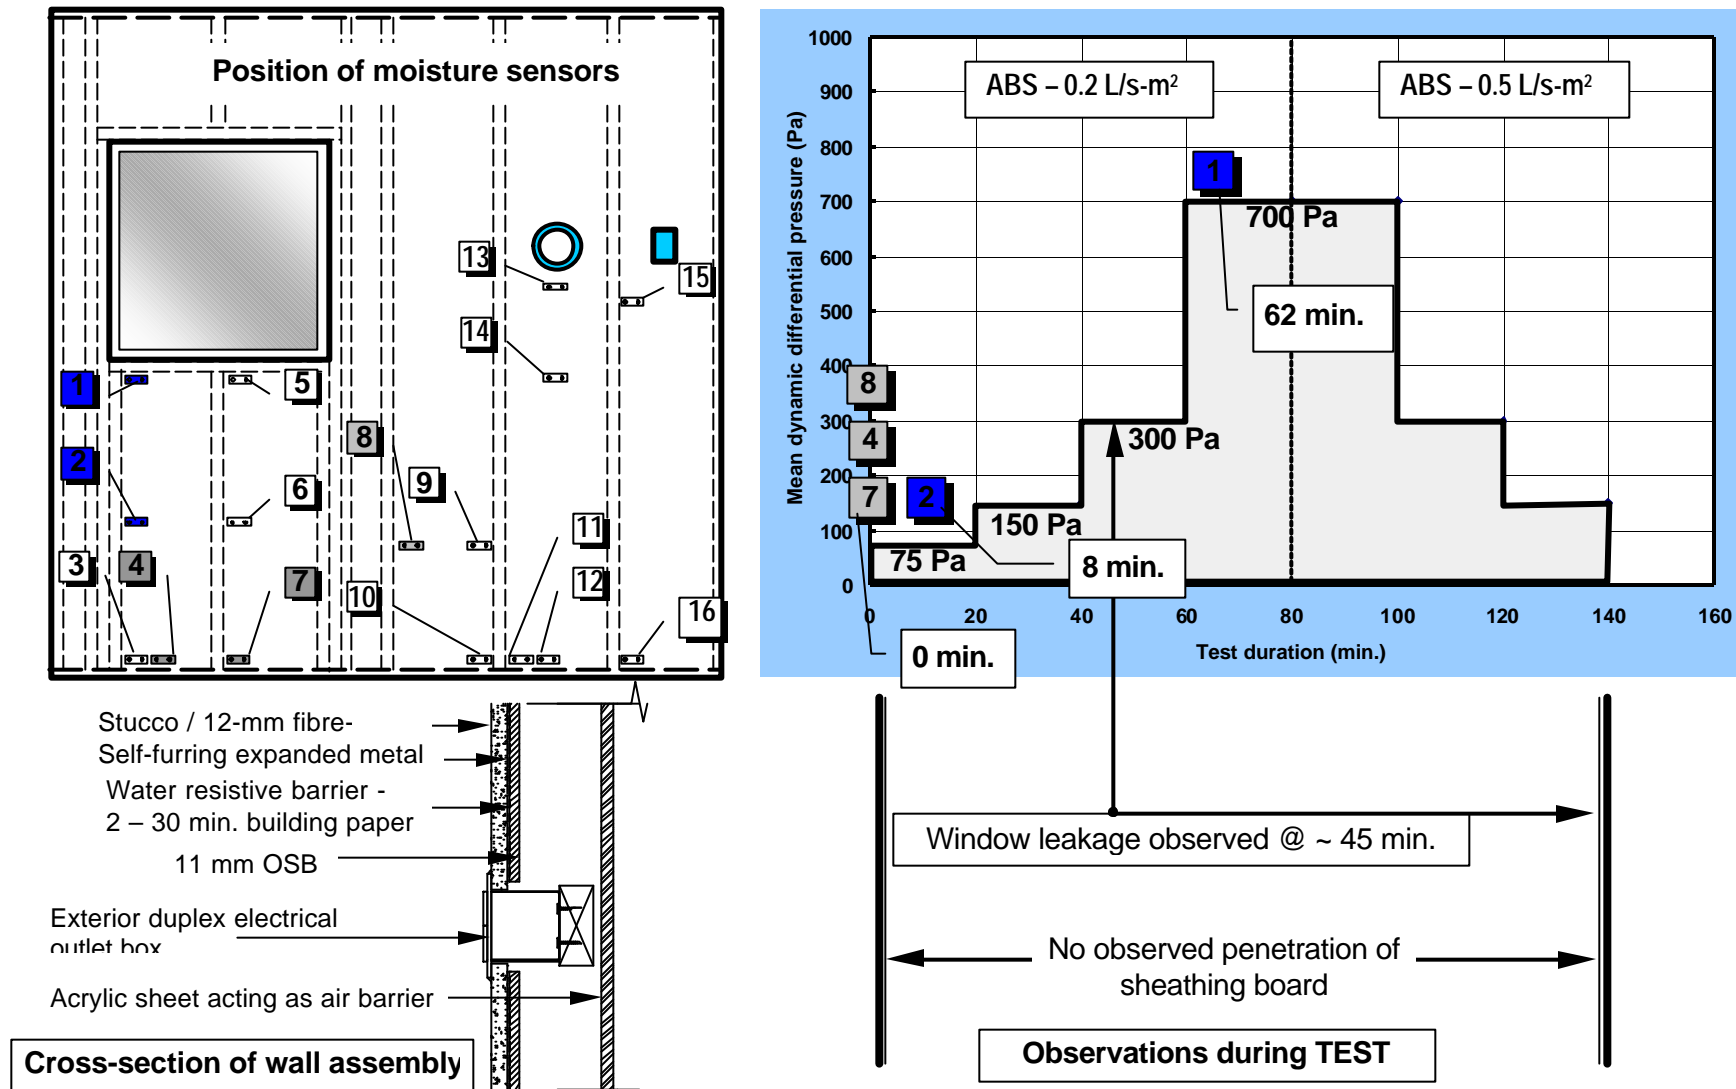 Position of moisture sensors
13
15
14
1
5
8
2
9
6
11
3
4
7
10
12
16
1000
900
800
700
600
500
400
300
200
100
0
Mean dynamic differential pressure (Pa)
ABS – 0.2 L/s-m²
ABS – 0.5 L/s-m²
1
700 Pa
62 min.
8
4
7
2
300 Pa
150 Pa
75 Pa
8 min.
0 min.
0
20
40
60
80
100
120
140
160
Test duration (min.)
Stucco / 12-mm fibre-
Self-furring expanded metal
Water resistive barrier -
2 – 30 min. building paper
11 mm OSB
Exterior duplex electrical
outlet box
Acrylic sheet acting as air barrier
Cross-section of wall assembly
Window leakage observed @ ~ 45 min.
No observed penetration of
sheathing board
Observations during TEST